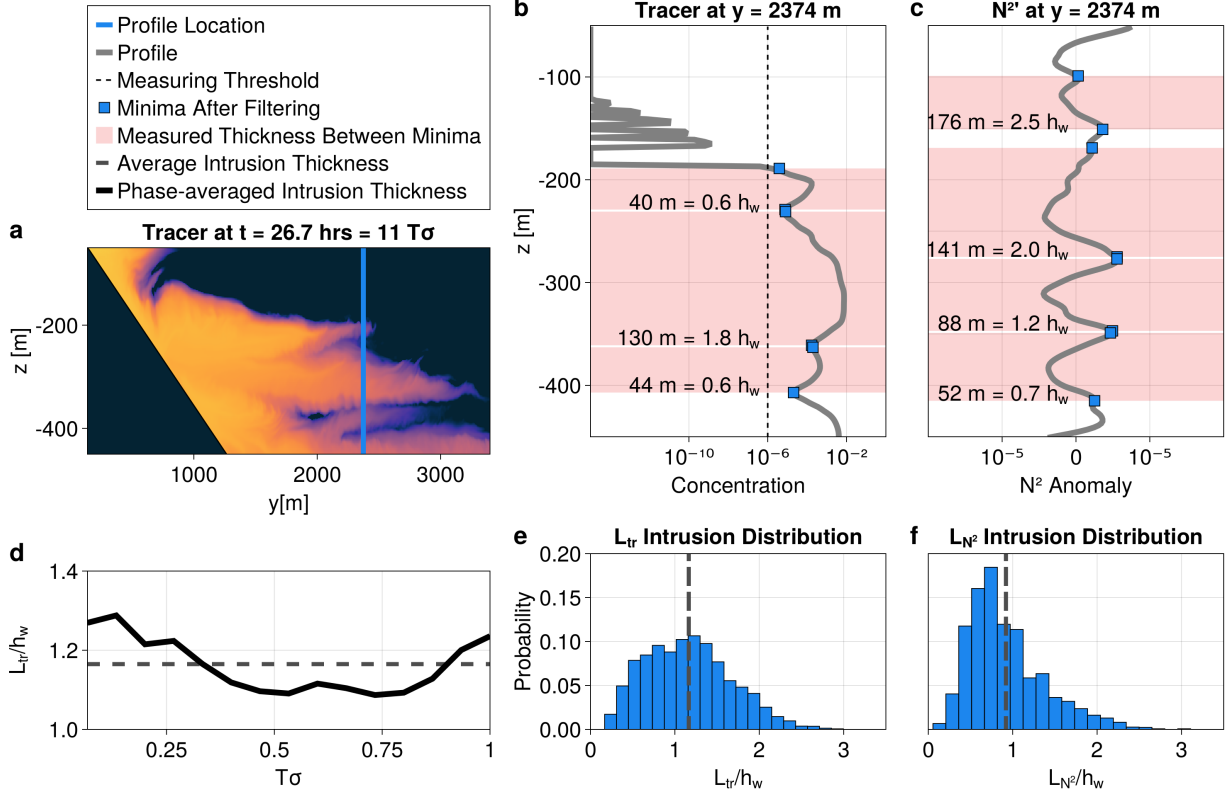 Profile Location
Profile
Measuring Threshold
Minima After Filtering
Measured Thickness Between Minima
Average Intrusion Thickness
Phase-averaged Intrusion Thickness
a
Tracer at t = 26.7 hrs = 11 Tσ
z [m]
-200
-400
1000
2000
3000
y[m]
b
Tracer at y = 2374 m
z [m]
-100
-200
-300
-400
40 m = 0.6 hw
130 m = 1.8 hw
44 m = 0.6 hw
10⁻¹⁰
10⁻⁶
10⁻²
Concentration
c
N²' at y = 2374 m
176 m = 2.5 hw
141 m = 2.0 hw
88 m = 1.2 hw
52 m = 0.7 hw
10⁻⁵
0
10⁻⁵
N² Anomaly
d
Ltr/hw
1.4
1.2
1.0
0.25
0.5
0.75
1
Tσ
e
Ltr Intrusion Distribution
Probability
0.20
0.15
0.10
0.05
0.00
0
1
2
3
Ltr/hw
f
LN² Intrusion Distribution
0
1
2
3
LN²/hw